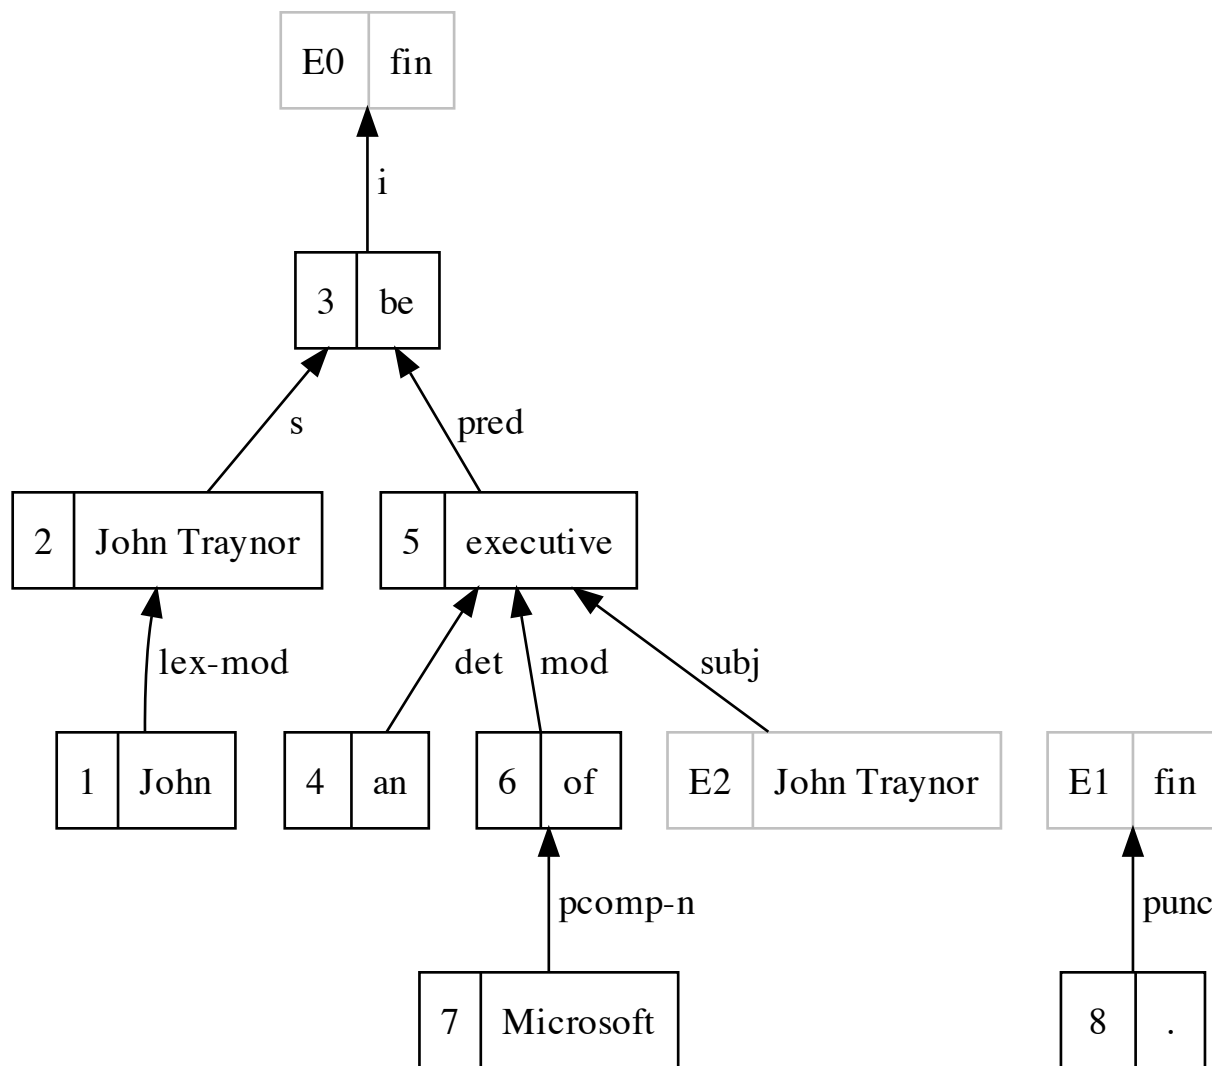 E0 fin
i
3 be
s pred
2 John Traynor 5 executive
lex-mod det mod subj
1 John 4 an 6 of E2 John Traynor E1 fin
pcomp-n punc
7 Microsoft 8 .